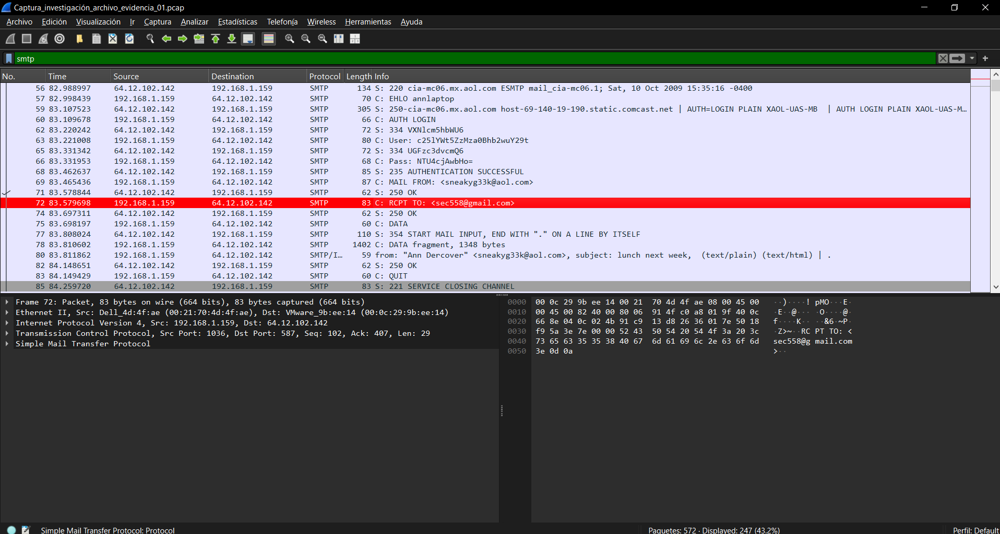 Captura_investigación_archivo_evidencia_01.pcap
Archivo Edición Visualización Ir Captura Analizar Estadísticas Telefonía Wireless Herramientas Ayuda
smtp
No. Time Source Destination Protocol Length Info
56 82.988997 64.12.102.142 192.168.1.159 SMTP 134 S: 220 cia-mc06.mx.aol.com ESMTP mail_cia-mc06.1; Sat, 10 Oct 2009 15:35:16 -0400
57 82.998439 192.168.1.159 64.12.102.142 SMTP 70 C: EHLO annlaptop
59 83.107523 64.12.102.142 192.168.1.159 SMTP 305 S: 250-cia-mc06.mx.aol.com host-69-140-19-190.static.comcast.net | AUTH=LOGIN PLAIN XAOL-UAS-MB | AUTH LOGIN PLAIN XAOL-UAS-M…
60 83.109678 192.168.1.159 64.12.102.142 SMTP 66 C: AUTH LOGIN
62 83.220242 64.12.102.142 192.168.1.159 SMTP 72 S: 334 VXNlcm5hbWU6
63 83.221008 192.168.1.159 64.12.102.142 SMTP 80 C: User: c25lYWt5ZzMza0Bhb2wuY29t
65 83.331342 64.12.102.142 192.168.1.159 SMTP 72 S: 334 UGFzc3dvcmQ6
66 83.331953 192.168.1.159 64.12.102.142 SMTP 68 C: Pass: NTU4cjAwbHo=
68 83.462637 64.12.102.142 192.168.1.159 SMTP 85 S: 235 AUTHENTICATION SUCCESSFUL
69 83.465436 192.168.1.159 64.12.102.142 SMTP 87 C: MAIL FROM: <sneakyg33k@aol.com>
71 83.578844 64.12.102.142 192.168.1.159 SMTP 62 S: 250 OK
72 83.579698 192.168.1.159 64.12.102.142 SMTP 83 C: RCPT TO: <sec558@gmail.com>
74 83.697311 64.12.102.142 192.168.1.159 SMTP 62 S: 250 OK
75 83.698197 192.168.1.159 64.12.102.142 SMTP 60 C: DATA
77 83.808024 64.12.102.142 192.168.1.159 SMTP 110 S: 354 START MAIL INPUT, END WITH "." ON A LINE BY ITSELF
78 83.810602 192.168.1.159 64.12.102.142 SMTP 1402 C: DATA fragment, 1348 bytes
80 83.811862 192.168.1.159 64.12.102.142 SMTP/I… 59 from: "Ann Dercover" <sneakyg33k@aol.com>, subject: lunch next week, (text/plain) (text/html) | .
82 84.148651 64.12.102.142 192.168.1.159 SMTP 62 S: 250 OK
83 84.149429 192.168.1.159 64.12.102.142 SMTP 60 C: QUIT
85 84.259720 64.12.102.142 192.168.1.159 SMTP 83 S: 221 SERVICE CLOSING CHANNEL
Frame 72: Packet, 83 bytes on wire (664 bits), 83 bytes captured (664 bits)
Ethernet II, Src: Dell_4d:4f:ae (00:21:70:4d:4f:ae), Dst: VMware_9b:ee:14 (00:0c:29:9b:ee:14)
Internet Protocol Version 4, Src: 192.168.1.159, Dst: 64.12.102.142
Transmission Control Protocol, Src Port: 1036, Dst Port: 587, Seq: 102, Ack: 407, Len: 29
Simple Mail Transfer Protocol
0000 00 0c 29 9b ee 14 00 21 70 4d 4f ae 08 00 45 00 ··)····! pMO···E·
0010 00 45 00 82 40 00 80 06 91 4f c0 a8 01 9f 40 0c ·E··@··· ·O····@·
0020 66 8e 04 0c 02 4b 91 c9 13 d8 26 36 01 7e 50 18 f····K·· ··&6·~P·
0030 f9 5a 3e 7e 00 00 52 43 50 54 20 54 4f 3a 20 3c ·Z>~··RC PT TO: <
0040 73 65 63 35 35 38 40 67 6d 61 69 6c 2e 63 6f 6d sec558@g mail.com
0050 3e 0d 0a >··
Simple Mail Transfer Protocol: Protocol
Paquetes: 572 · Displayed: 247 (43.2%)
Perfil: Default